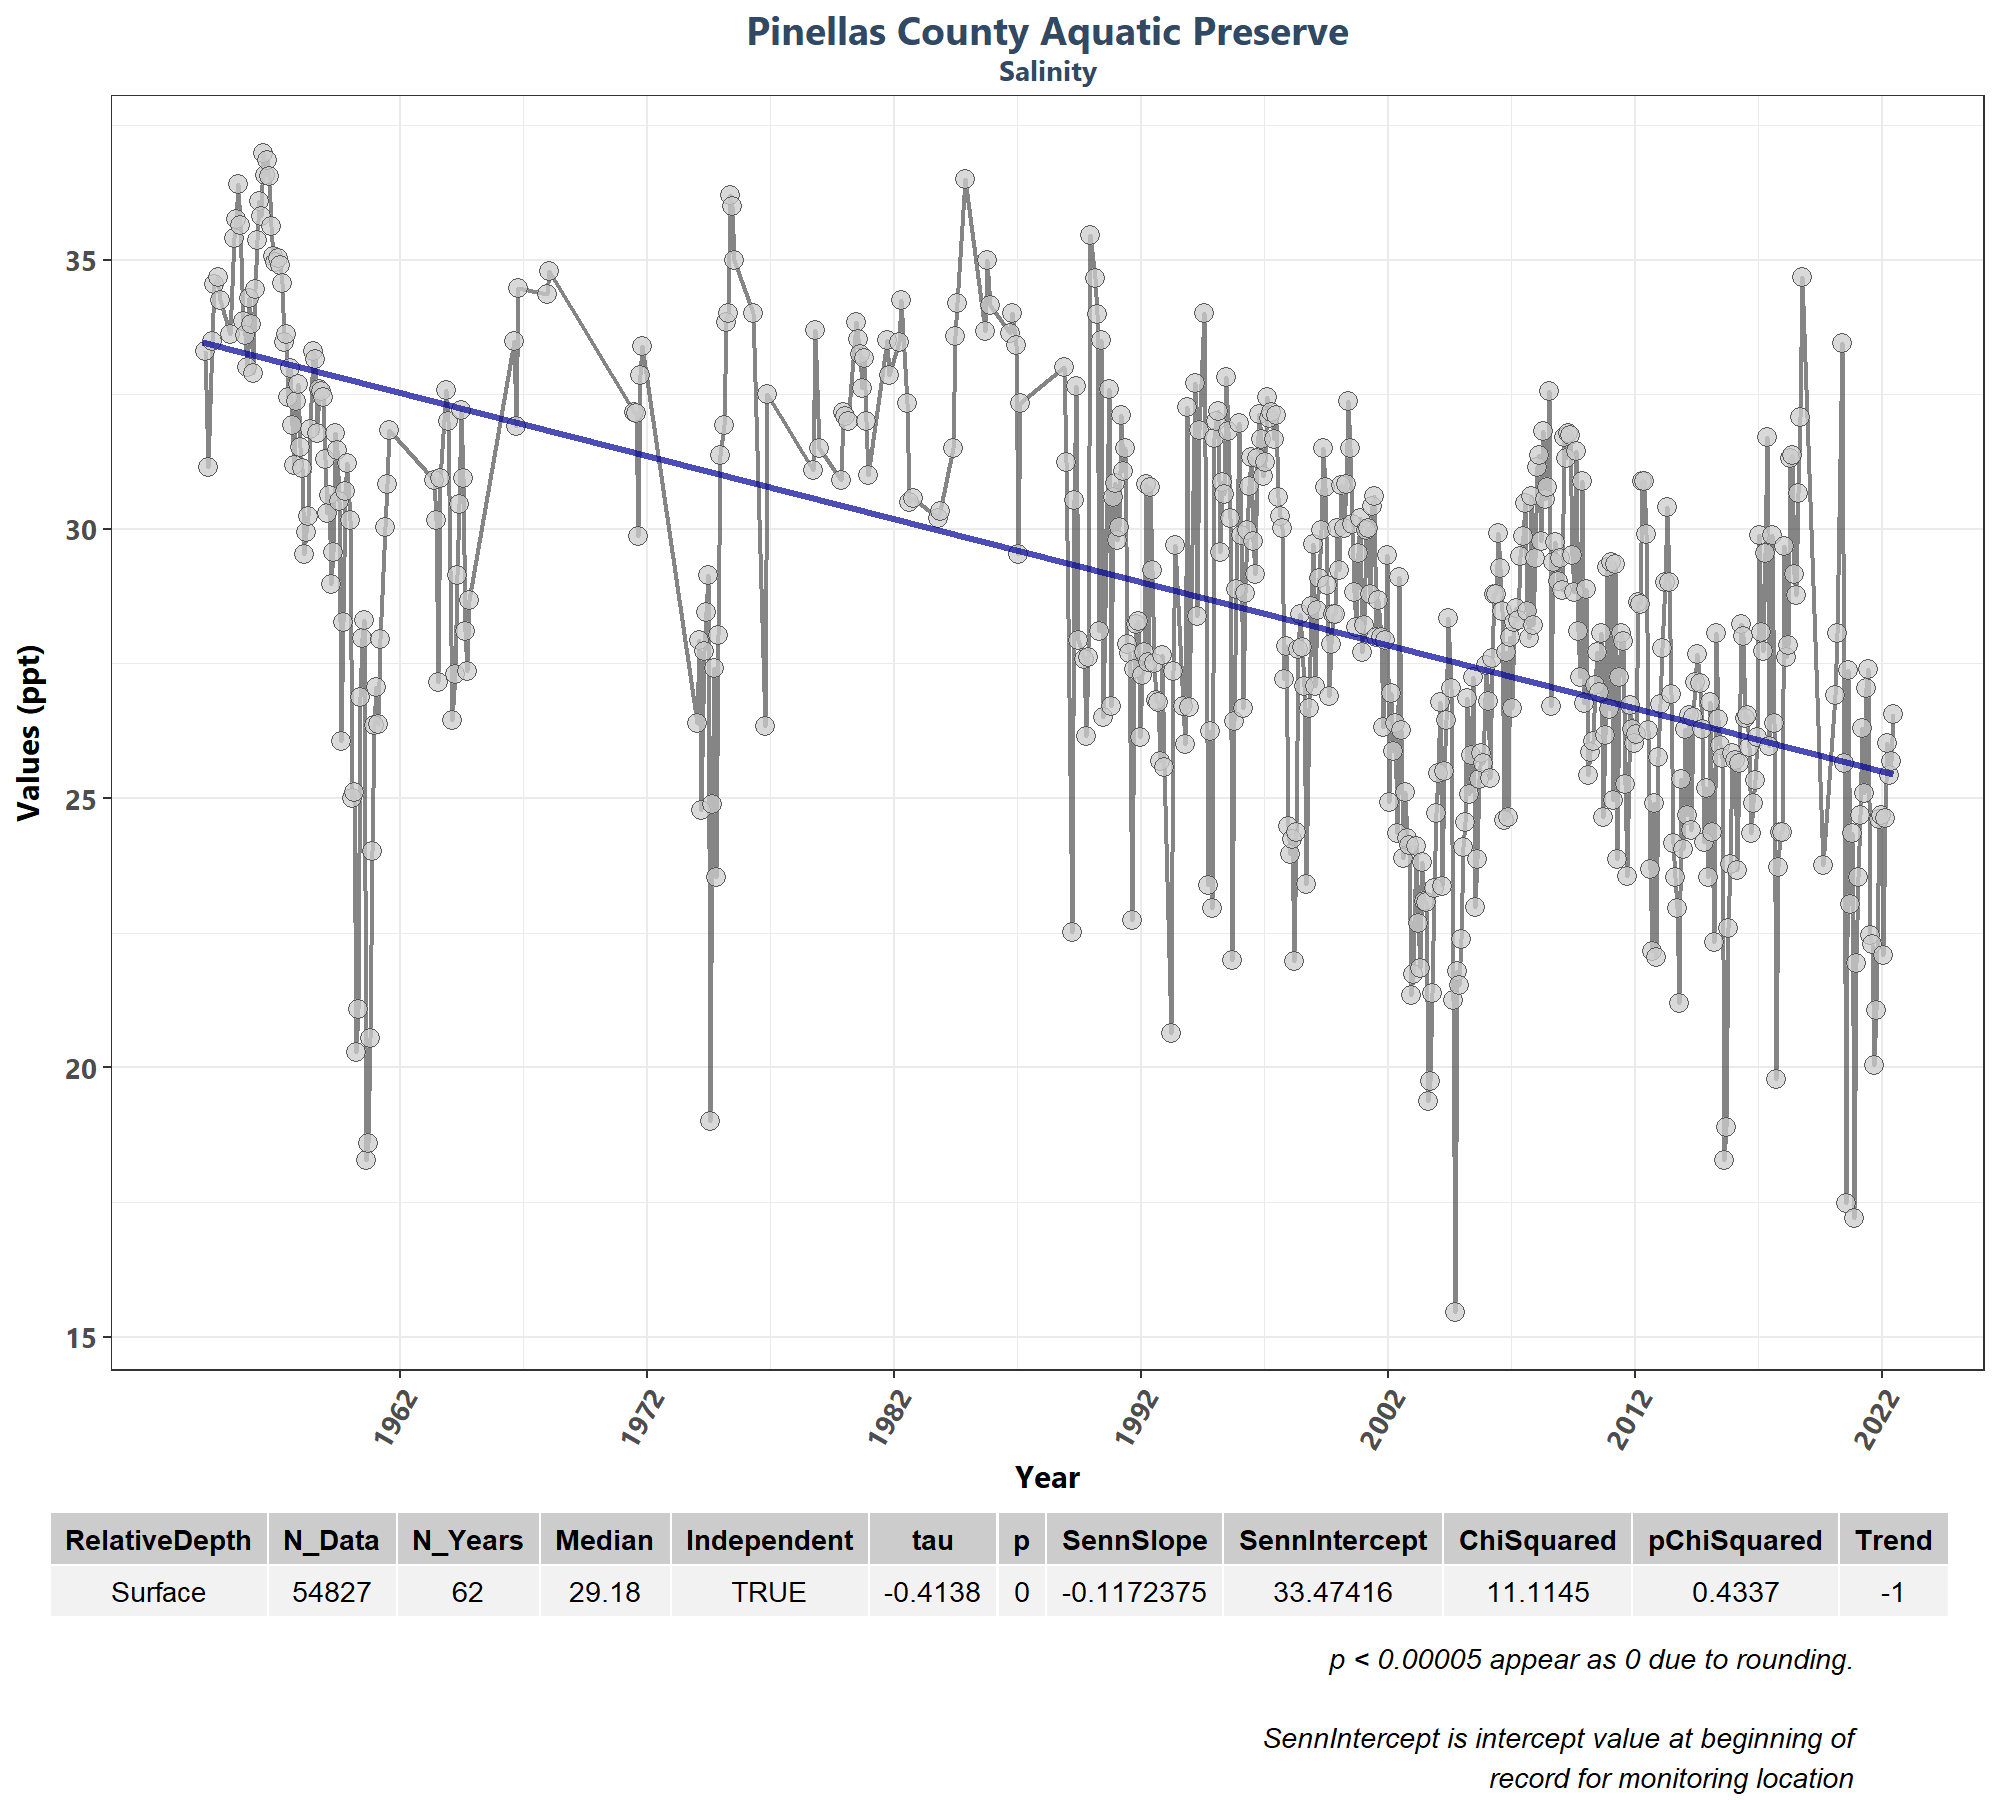 Pinellas County Aquatic Preserve
Salinity
Values (ppt)
35
30
25
20
15
1962
1972
1982
1992
2002
2012
2022
Year
RelativeDepth N_Data N_Years Median Independent tau p SennSlope SennIntercept ChiSquared pChiSquared Trend
Surface 54827 62 29.18 TRUE -0.4138 0 -0.1172375 33.47416 11.1145 0.4337 -1
p < 0.00005 appear as 0 due to rounding.
SennIntercept is intercept value at beginning of
record for monitoring location